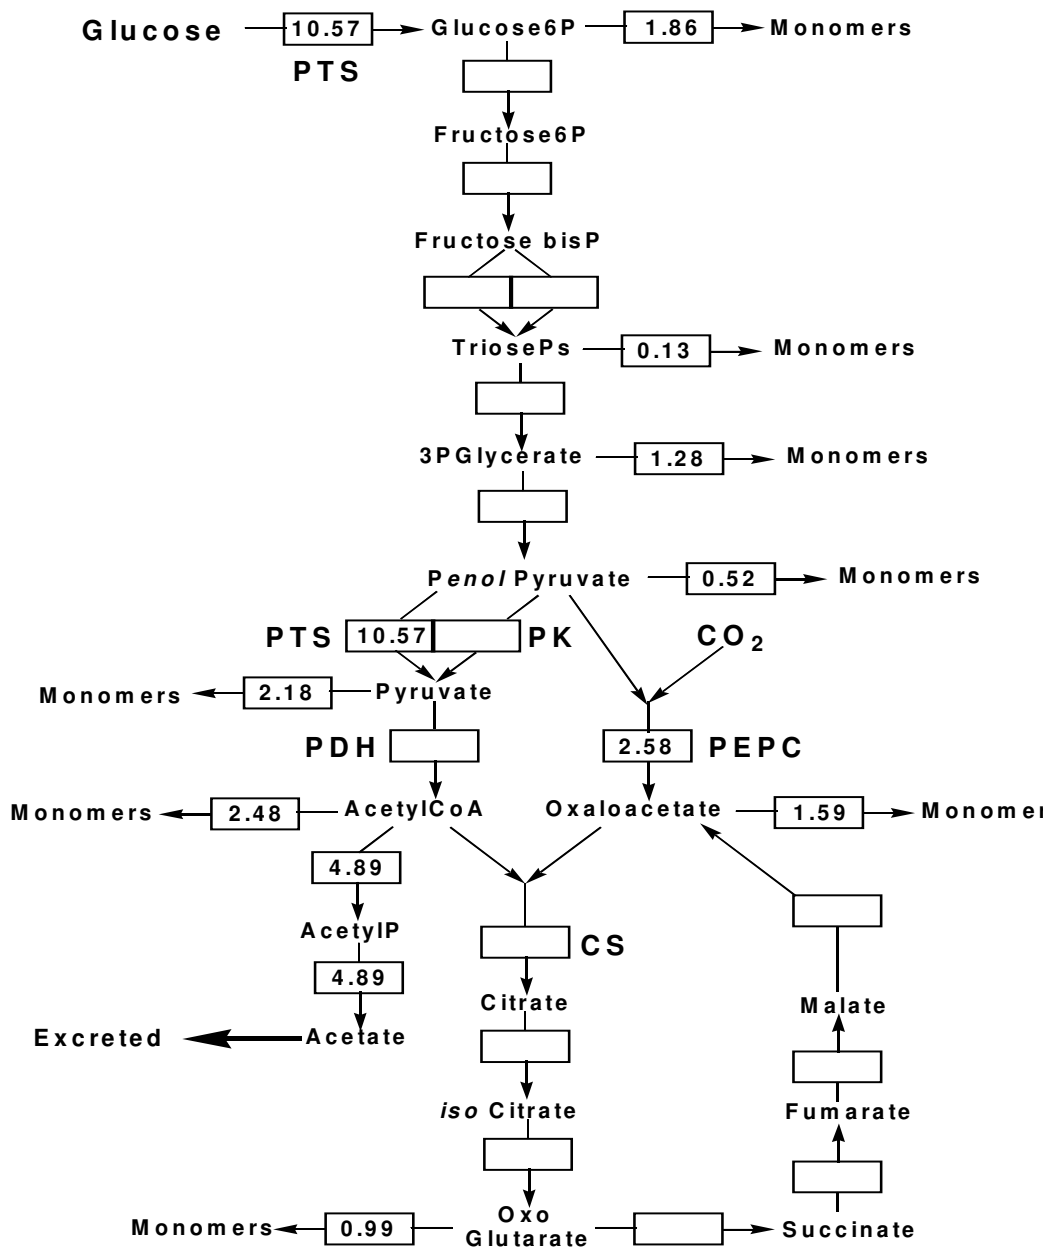 Glucose 10.57 Glucose6P 1.86 Monomers
PTS
Fructose6P
Fructose bisP
TriosePs 0.13 Monomers
3PGlycerate 1.28 Monomers
Penol Pyruvate 0.52 Monomers
PTS 10.57 PK CO2
Monomers 2.18 Pyruvate
PDH 2.58 PEPC
Monomers 2.48 AcetylCoA Oxaloacetate 1.59 Monomer
4.89
AcetylP
CS
4.89
Citrate Malate
Excreted Acetate
iso Citrate Fumarate
Monomers 0.99 Oxo
Glutarate Succinate